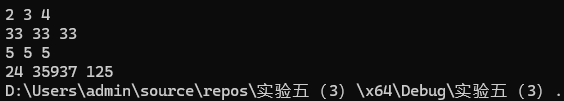 2 3 4
33 33 33
5 5 5
24 35937 125
D:\Users\admin\source\repos\实验五 (3) \x64\Debug\实验五 (3) .